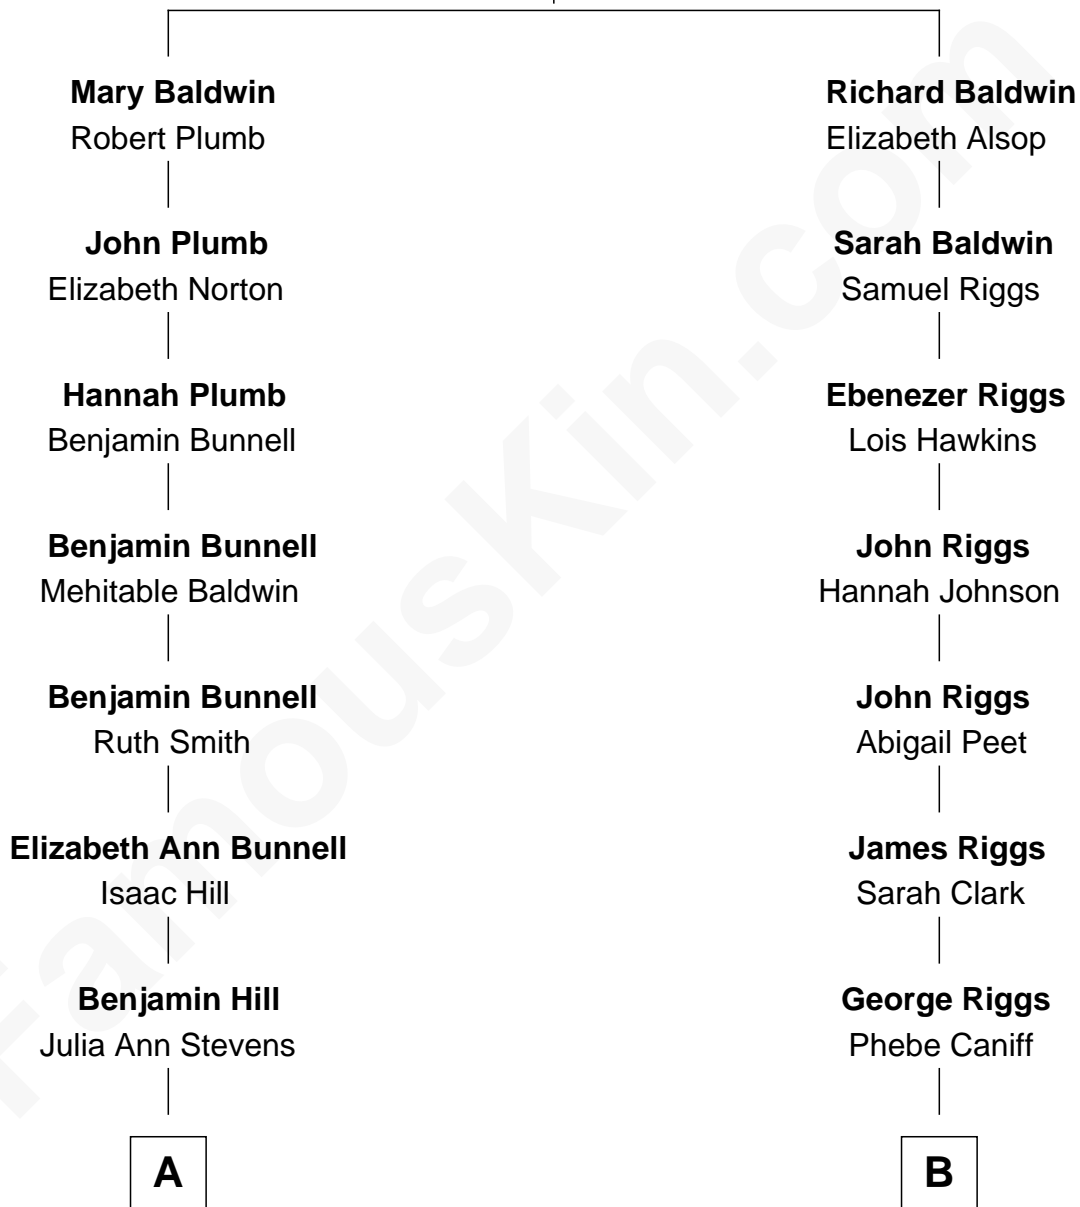 Mary Baldwin
Robert Plumb
John Plumb
Elizabeth Norton
Hannah Plumb
Benjamin Bunnell
Benjamin Bunnell
Mehitable Baldwin
Benjamin Bunnell
Ruth Smith
Elizabeth Ann Bunnell
Isaac Hill
Benjamin Hill
Julia Ann Stevens
A
Richard Baldwin
Elizabeth Alsop
Sarah Baldwin
Samuel Riggs
Ebenezer Riggs
Lois Hawkins
John Riggs
Hannah Johnson
John Riggs
Abigail Peet
James Riggs
Sarah Clark
George Riggs
Phebe Caniff
B
FamousKin.com